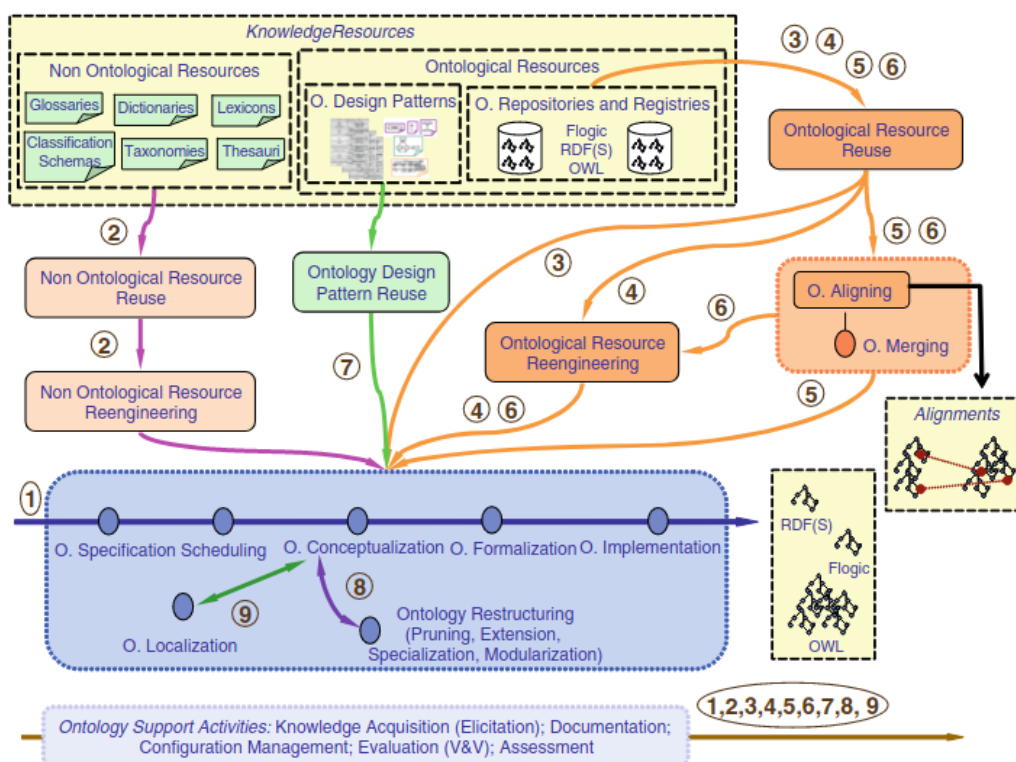 KnowledgeResources
Non Ontological Resources
Glossaries
Dictionaries
Lexicons
Classification
Schemas
Taxonomies
Thesauri
Ontological Resources
O. Design Patterns
O. Repositories and Registries
Flogic
RDF(S)
OWL
3 4
5 6
Ontological Resource
Reuse
2
3
4
5 6
Non Ontological Resource
Reuse
Ontology Design
Pattern Reuse
O. Aligning
O. Merging
6
2
7
Ontological Resource
Reengineering
Non Ontological Resource
Reengineering
4 6
5
Alignments
1
O. Specification
Scheduling
O. Conceptualization
O. Formalization
O. Implementation
RDF(S)
Flogic
OWL
9
8
O. Localization
Ontology Restructuring
(Pruning, Extension,
Specialization, Modularization)
1,2,3,4,5,6,7,8, 9
Ontology Support Activities: Knowledge Acquisition (Elicitation); Documentation;
Configuration Management; Evaluation (V&V); Assessment